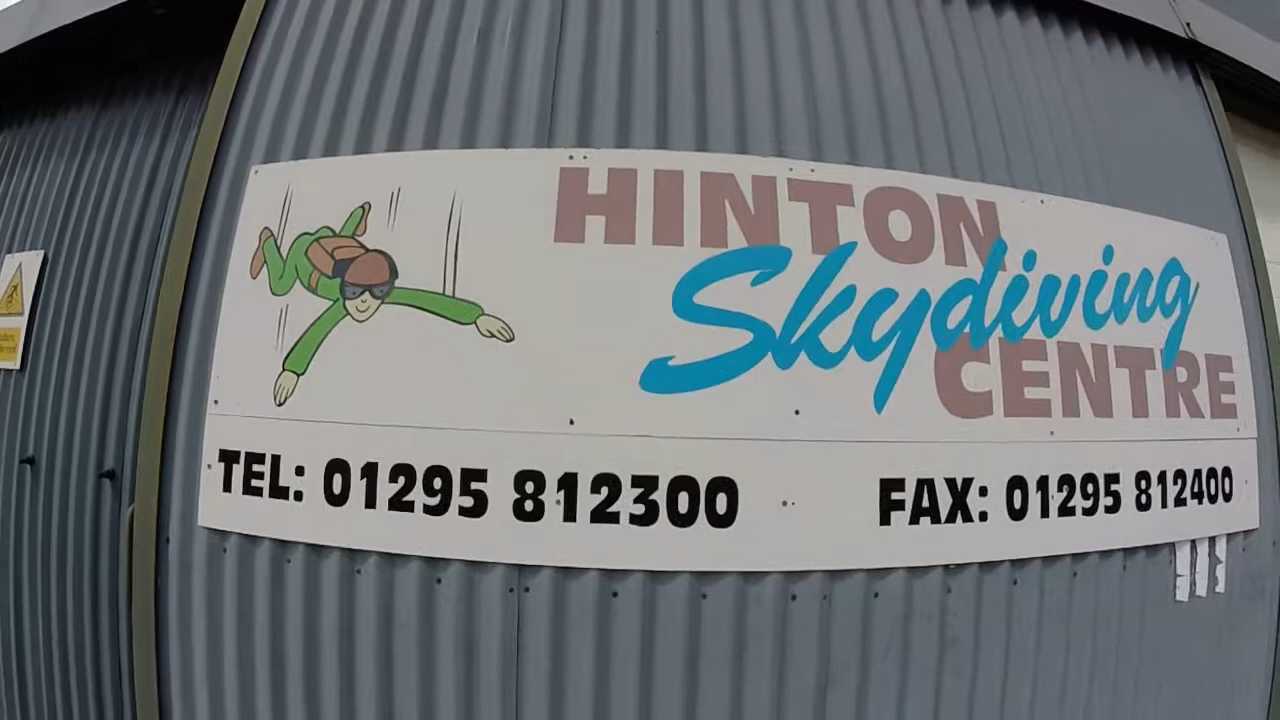 HINTON
Skydiving
CENTRE
TEL: 01295 812300
FAX: 01295 812400